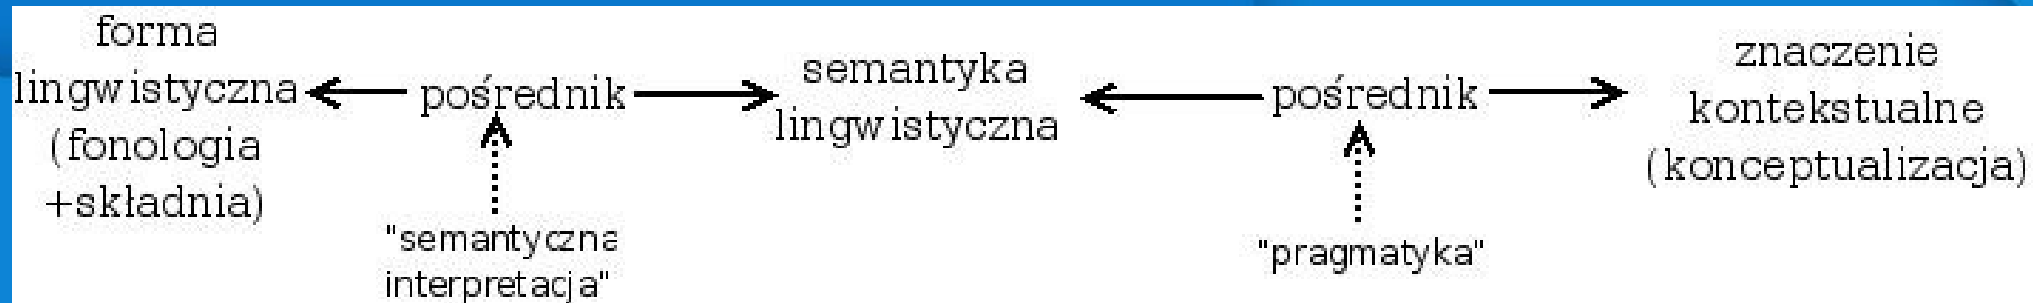 forma
lingwistyczna
(fonologia
+składnia)
pośrednik
"semantyczna
interpretacja"
semantyka
lingwistyczna
pośrednik
"pragmatyka"
znaczenie
kontekstualne
(konceptualizacja)